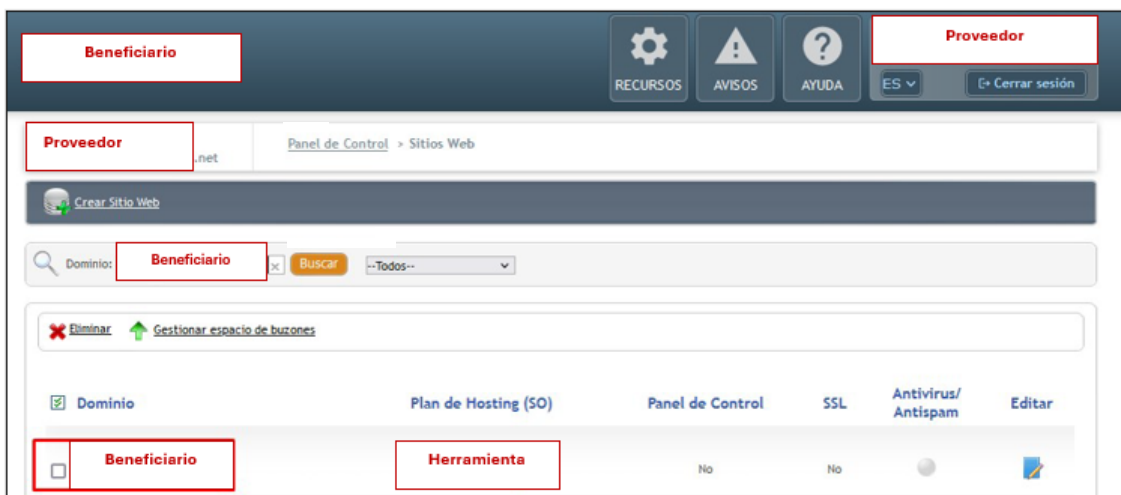 Beneficiario
RECURSOS
AVISOS
AYUDA
Proveedor
ES
Cerrar sesión
Proveedor
.net
Panel de Control > Sitios Web
Crear Sitio Web
Dominio: Beneficiario Buscar --Todos--
Eliminar Gestionar espacio de buzones
Dominio Plan de Hosting (SO) Panel de Control SSL Antivirus/
Antispam Editar
Beneficiario Herramienta No No